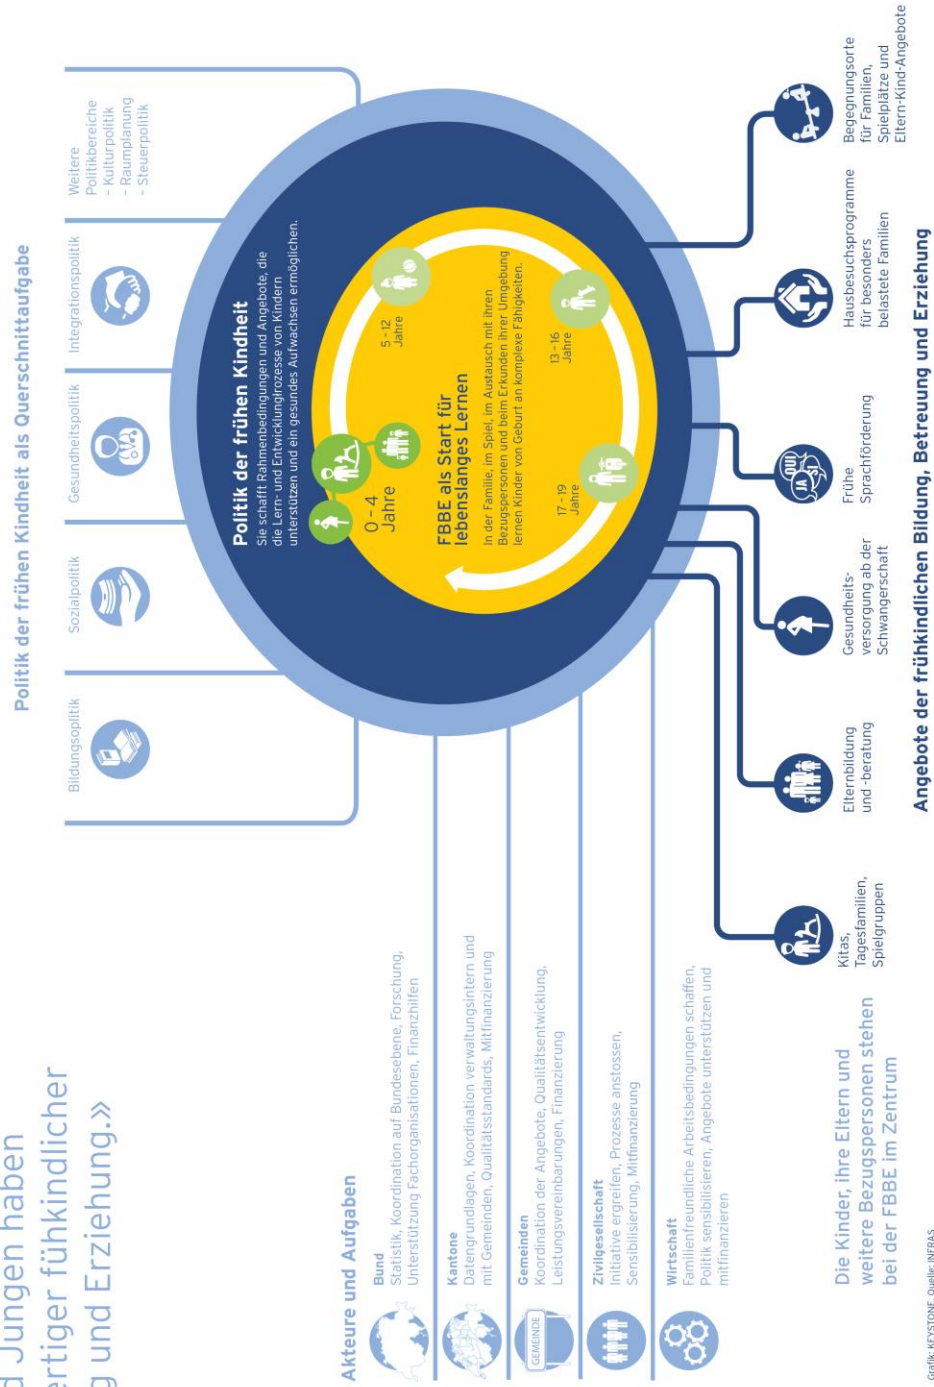 d Jungen haben
ertiger fühkindlicher
g und Erziehung.»
Politik der frühen Kindheit als Querschnittaufgabe
Bildungsoplitik
Sozialpolitik
Gesundheitspolitik
Integrationspolitik
Weitere
Politikbereiche
- Kulturpolitik
- Raumplanung
- Steuerpolitik
Akteure und Aufgaben
Bund
Statistik, Koordination auf Bundesebene, Forschung,
Unterstützung Fachorganisationen, Finanzhilfen
Kantone
Datengrundlagen, Koordination verwaltungsintern und
mit Gemeinden, Qualitätsstandards, Mitfinanzierung
GEMEINDE
Gemeinden
Koordination der Angebote, Qualitätsentwicklung,
Leistungsvereinbarungen, Finanzierung
Zivilgesellschaft
Initiative ergreifen, Prozesse anstossen,
Sensibilisierung, Mitfinanzierung
Wirtschaft
Familienfreundliche Arbeitsbedingungen schaffen,
Politik sensibilisieren, Angebote unterstützen und
mitfinanzieren
Politik der frühen Kindheit
Sie schafft Rahmenbedingungen und Angebote, die
die Lern- und Entwicklungrozesse von Kindern
unterstützen und ein gesundes Aufwachsen ermöglichen.
0 - 4
Jahre
5 - 12
Jahre
FBBE als Start für
lebenslanges Lernen
In der Familie, im Spiel, im Austausch mit ihren
Bezugspersonen und beim Erkunden ihrer Umgebung
lernen Kinder von Geburt an komplexe Fähigkeiten.
13 - 16
Jahre
17 - 19
Jahre
Die Kinder, ihre Eltern und
weitere Bezugspersonen stehen
bei der FBBE im Zentrum
Kitas,
Tagesfamilien,
Spielgruppen
Elternbildung
und -beratung
Gesundheits-
versorgung ab der
Schwangerschaft
JA
OUI
SI
Frühe
Sprachförderung
Hausbesuchsprogramme
für besonders
belastete Familien
Begegnungsorte
für Familien,
Spielplätze und
Eltern-Kind-Angebote
Angebote der frühkindlichen Bildung, Betreuung und Erziehung
Grafik: KEYSTONE, Quelle: INFRAS